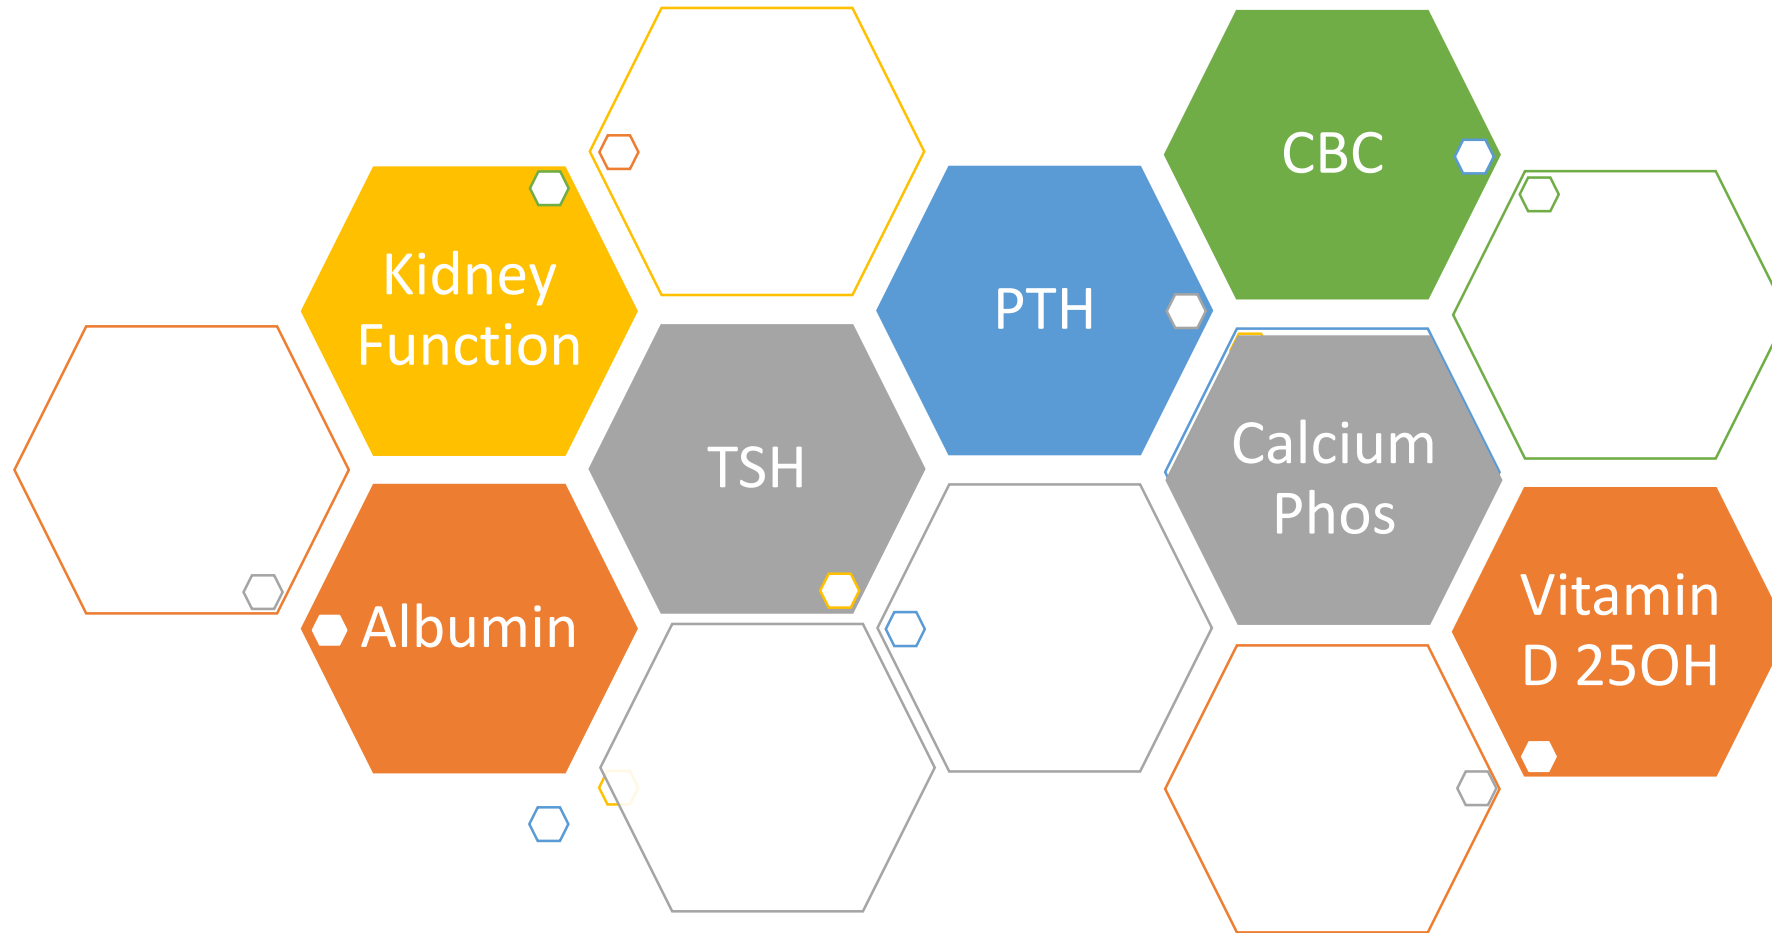 CBC
Kidney
Function
PTH
TSH
Calcium
Phos
Albumin
Vitamin
D 25OH